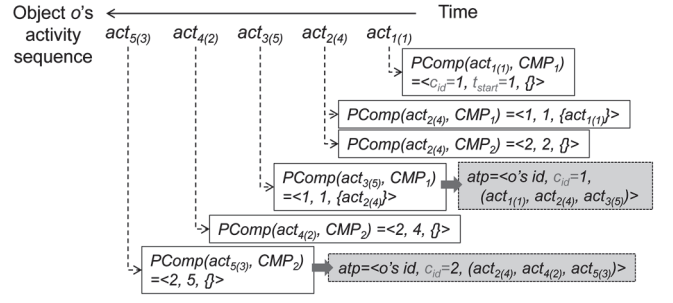 Object o's
activity
sequence
Time
act5(3) act4(2) act3(5) act2(4) act1(1)
PComp(act1(1), CMP1)
=<cid=1, tstart=1, {}>
PComp(act2(4), CMP1) =<1, 1, {act1(1)}>
PComp(act2(4), CMP2) =<2, 2, {}>
PComp(act3(5), CMP1)
=<1, 1, {act2(4)}>
atp=<o's id, cid=1,
(act1(1), act2(4), act3(5))>
PComp(act4(2), CMP2) =<2, 4, {}>
PComp(act5(3), CMP2)
=<2, 5, {}>
atp=<o's id, cid=2, (act2(4), act4(2), act5(3))>